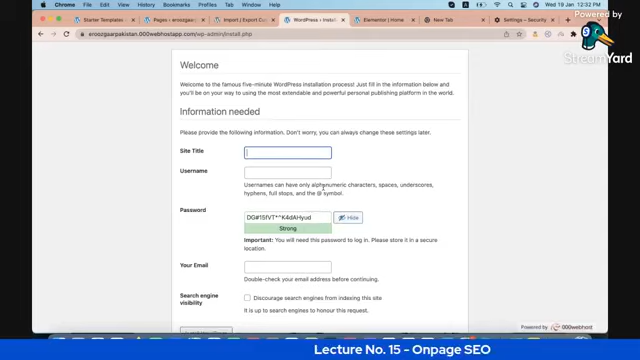 Chrome File Edit View History Bookmarks Profiles Tab Window Help
Wed 19 Jan 12:32 PM
Powered by
StreamYard
Starter Templates
Pages ‹ eroozgaarp
Import / Export Cu
WordPress › Install
Elementor | mime
New Tab
Settings – Security
eroozgaarpakistan.000webhostapp.com/wp-admin/install.php
Welcome
Welcome to the famous five-minute WordPress installation process! Just fill in the information below and
you'll be on your way to using the most extendable and powerful personal publishing platform in the world.
Information needed
Please provide the following information. Don't worry, you can always change these settings later.
Site Title
Username
Usernames can have only alphanumeric characters, spaces, underscores,
hyphens, full stops, and the @ symbol.
Password
DG#15fVT*^K4dAHyud
Hide
Strong
Important: You will need this password to log in. Please store it in a secure
location.
Your Email
Double-check your email address before continuing.
Search engine
visibility
Discourage search engines from indexing this site
It is up to search engines to honour this request.
Powered by 000webhost
Lecture No. 15 - Onpage SEO